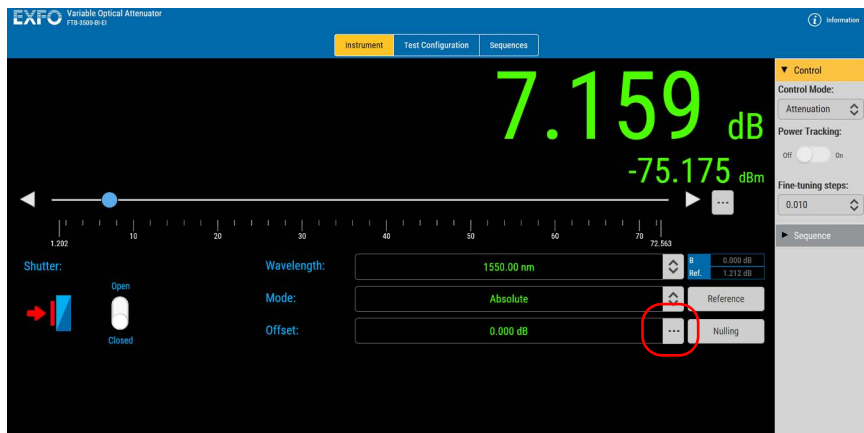 EXFO Variable Optical Attenuator
FTB-3500-BI-EI
Information
Instrument Test Configuration Sequences
7.159 dB
-75.175 dBm
...
1.202 10 20 30 40 50 60 70 72.563
Shutter:
Open
Closed
Wavelength: 1550.00 nm
B 0.000 dB
Ref. 1.212 dB
Mode: Absolute
Reference
Offset: 0.000 dB ...
Nulling
Control
Control Mode:
Attenuation
Power Tracking:
Off On
Fine-tuning steps:
0.010
Sequence